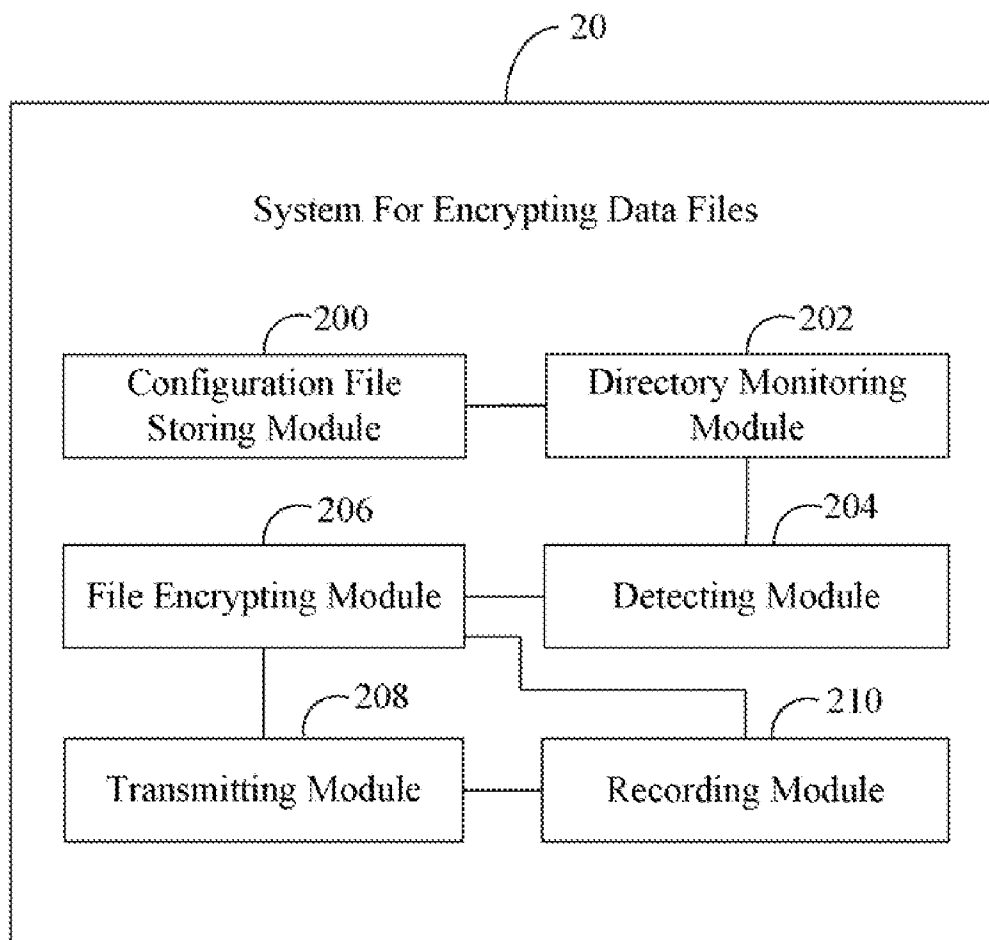 20
System For Encrypting Data Files
200
202
Configuration File
Storing Module
Directory Monitoring
Module
206
204
File Encrypting Module
Detecting Module
208
210
Transmitting Module
Recording Module